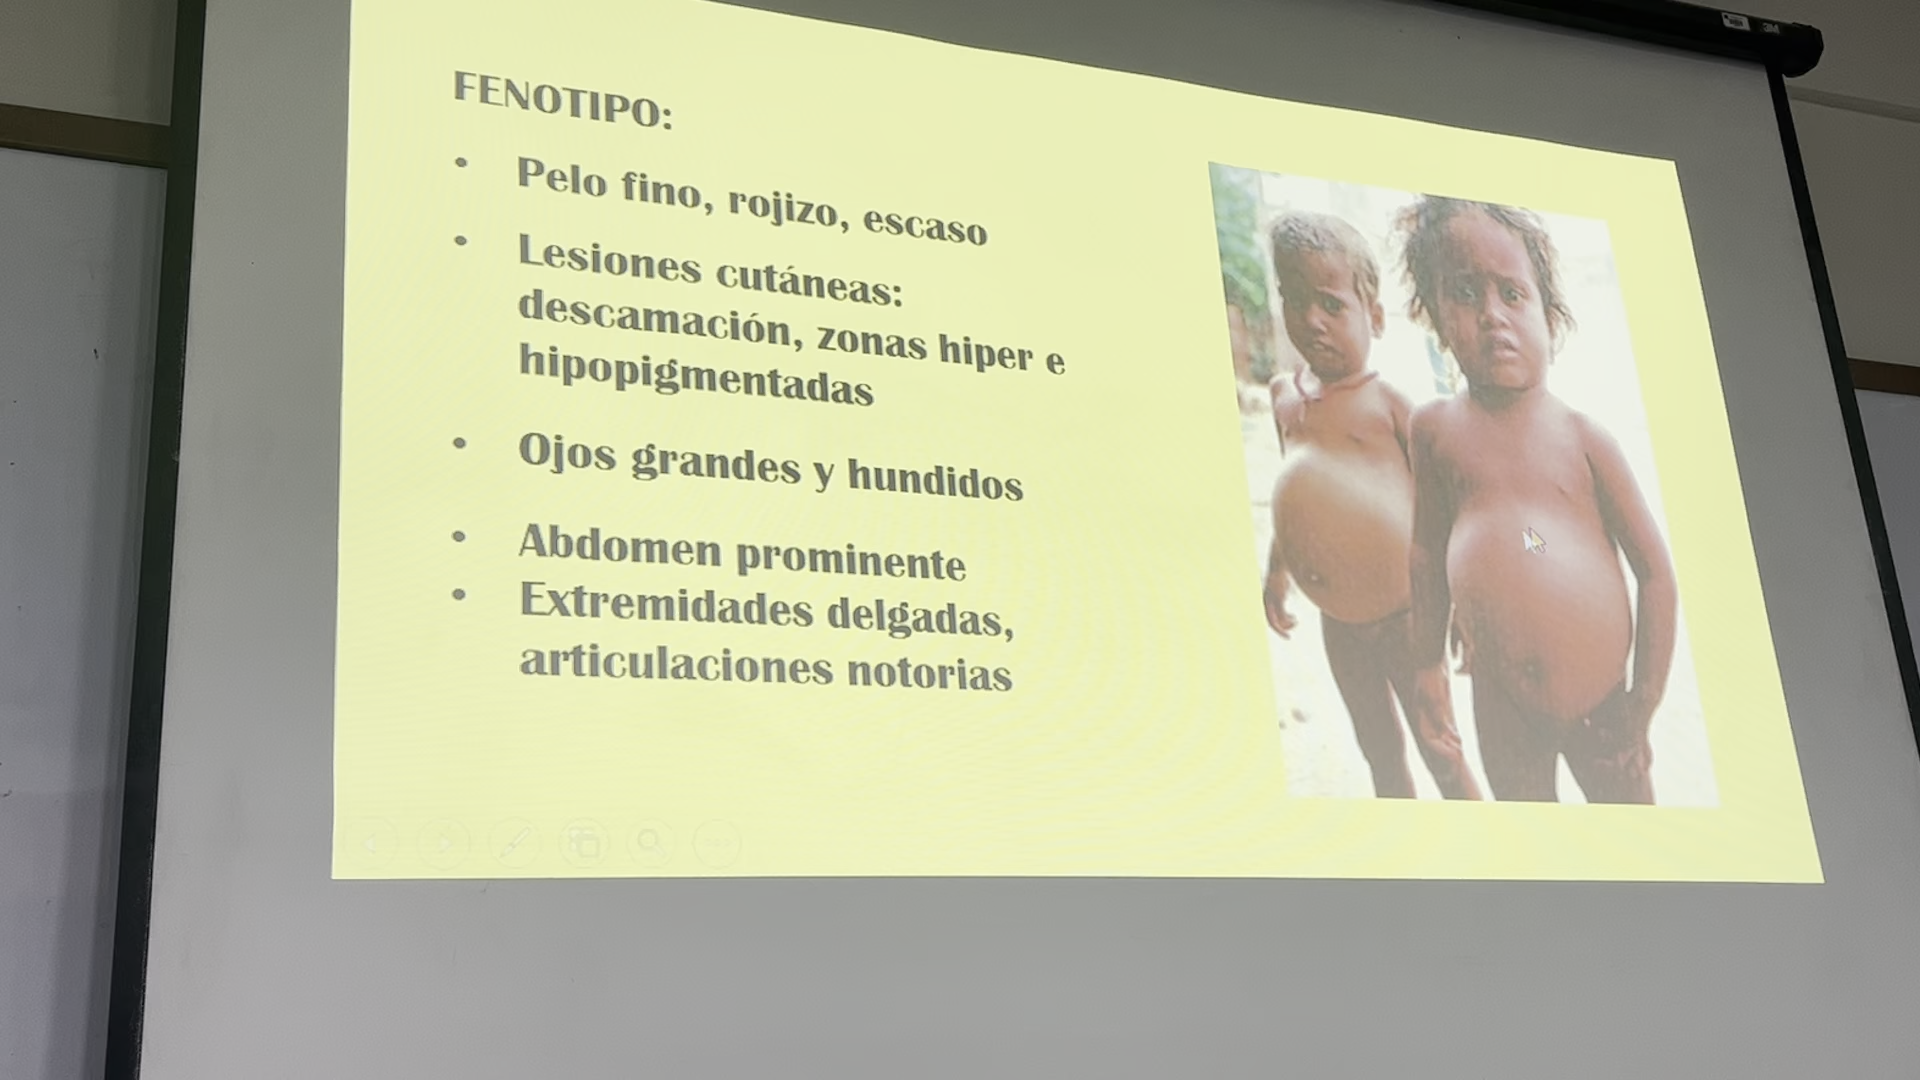 FENOTIPO:
• Pelo fino, rojizo, escaso
• Lesiones cutáneas:
descamación, zonas hiper e
hipopigmentadas
• Ojos grandes y hundidos
• Abdomen prominente
• Extremidades delgadas,
articulaciones notorias
3M